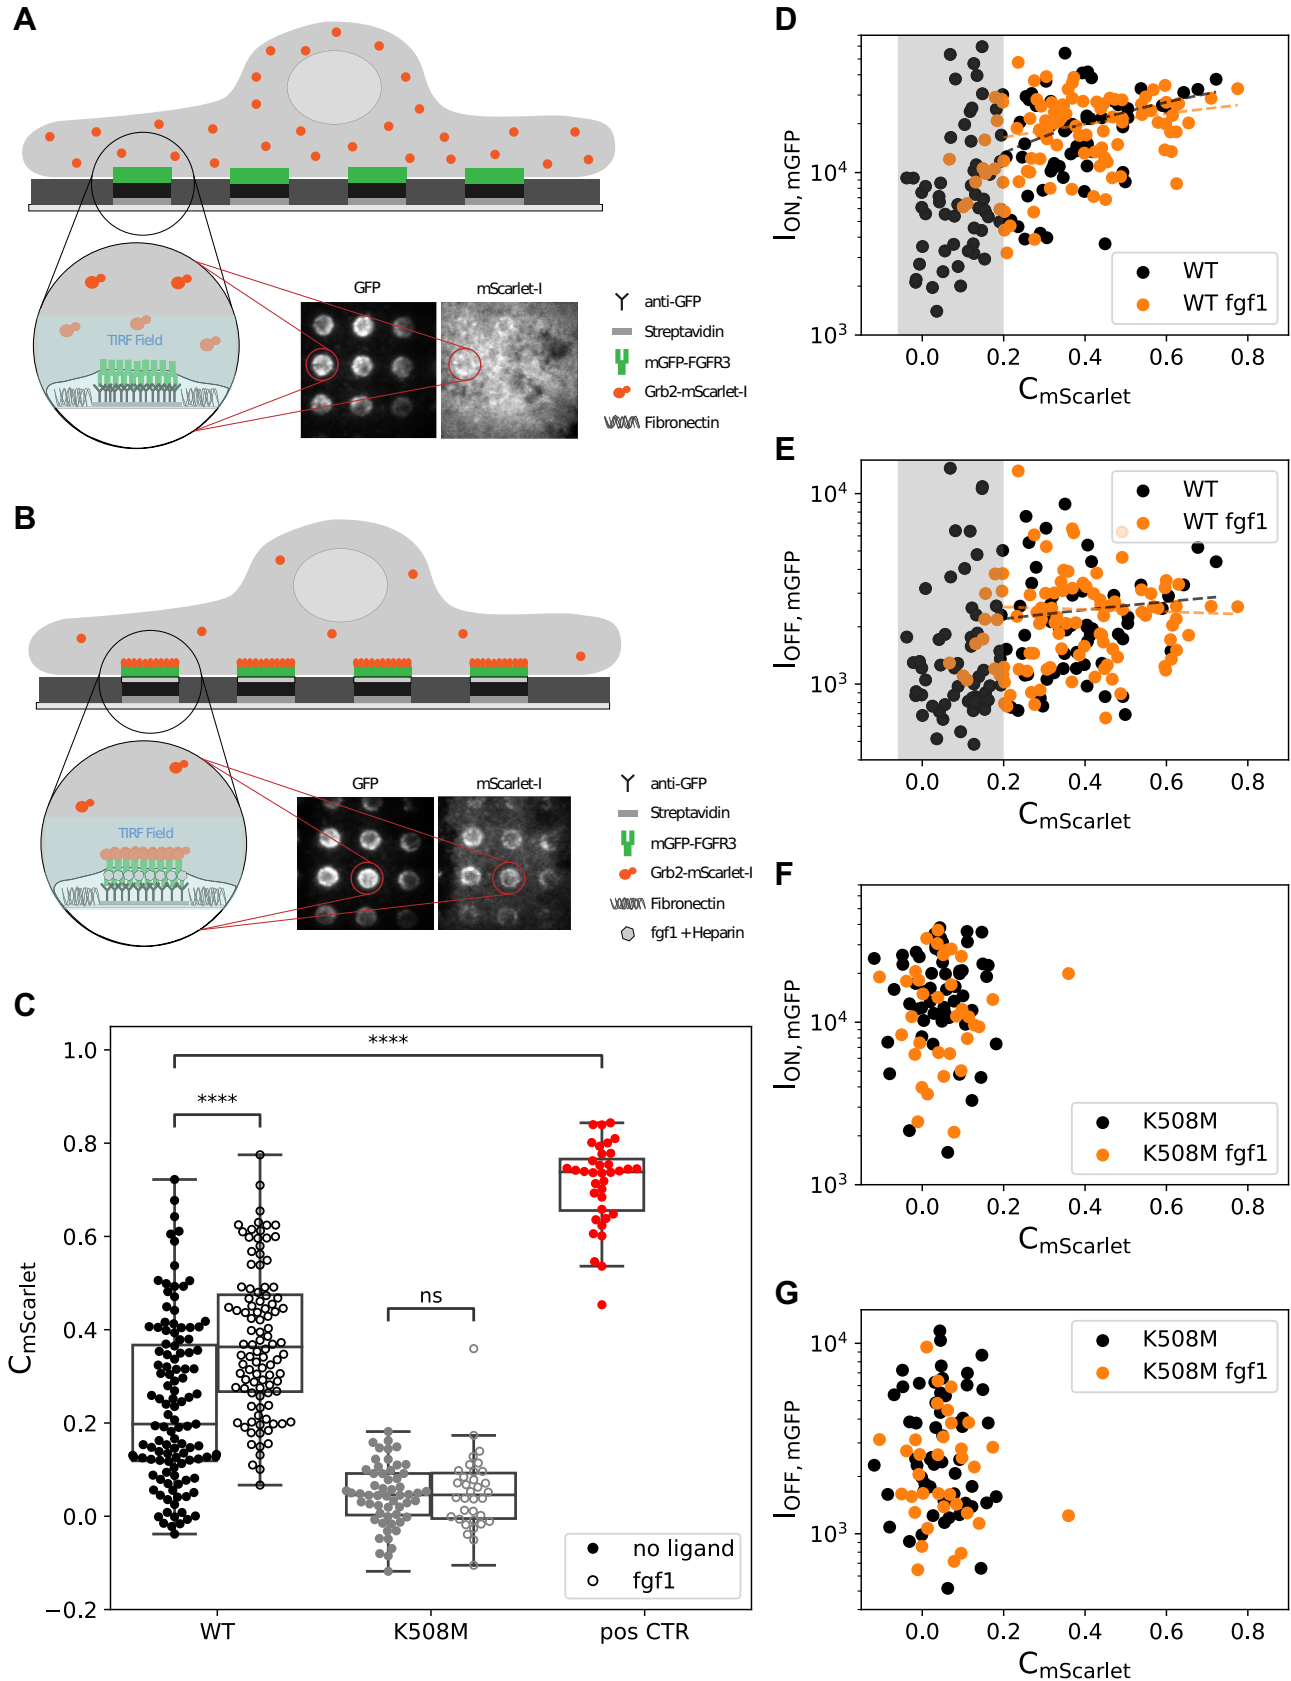 A
TIRF Field
GFP
mScarlet-I
anti-GFP
Streptavidin
mGFP-FGFR3
Grb2-mScarlet-I
Fibronectin
B
TIRF Field
GFP
mScarlet-I
anti-GFP
Streptavidin
mGFP-FGFR3
Grb2-mScarlet-I
Fibronectin
fgf1+Heparin
C
CmScarlet
1.0
0.8
0.6
0.4
0.2
0.0
−0.2
****
****
ns
no ligand
fgf1
WT
K508M
pos CTR
D
ION, mGFP
10^4
10^3
WT
WT fgf1
0.0 0.2 0.4 0.6 0.8
CmScarlet
E
IOFF, mGFP
10^4
10^3
WT
WT fgf1
0.0 0.2 0.4 0.6 0.8
CmScarlet
F
ION, mGFP
10^4
10^3
K508M
K508M fgf1
0.0 0.2 0.4 0.6 0.8
CmScarlet
G
IOFF, mGFP
10^4
10^3
K508M
K508M fgf1
0.0 0.2 0.4 0.6 0.8
CmScarlet